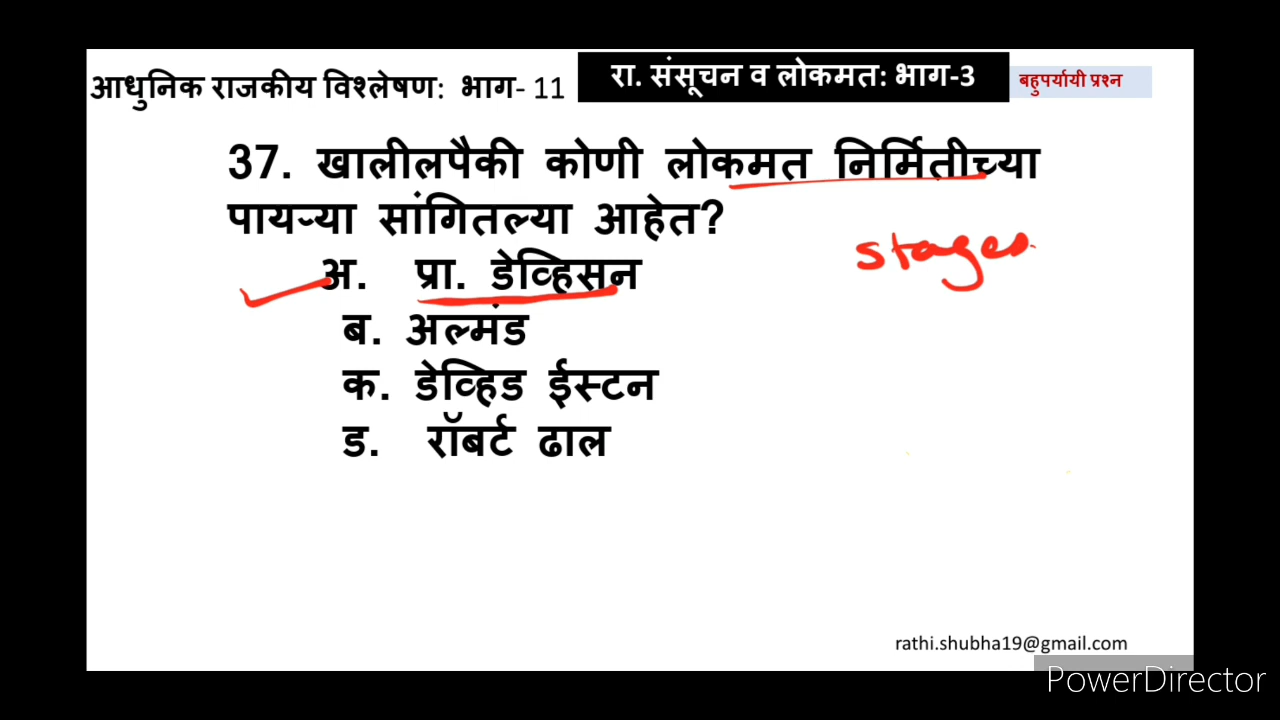 आधुनिक राजकीय विश्लेषण: भाग- 11
रा. संसूचन व लोकमत: भाग-3
बहुपर्यायी प्रश्न
37. खालीलपैकी कोणी लोकमत निर्मितीच्या
पायऱ्या सांगितल्या आहेत?
stages
अ. प्रा. डेव्हिसन
ब. अल्मंड
क. डेव्हिड ईस्टन
ड. रॉबर्ट ढाल
rathi.shubha19@gmail.com
PowerDirector